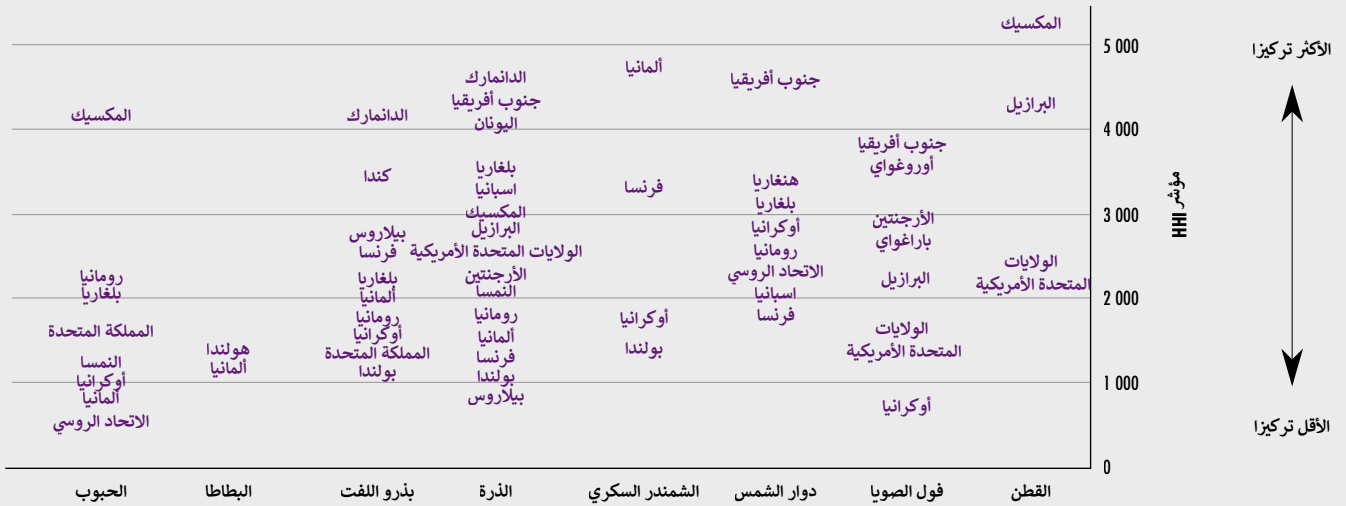 المكسيك
البرازيل
الولايات
المتحدة الأمريكية
القطن
جنوب أفريقيا
أوروغواي
الأرجنتين
باراغواي
البرازيل
الولايات
المتحدة الأمريكية
أوكرانيا
فول الصويا
جنوب أفريقيا
هنغاريا
بلغاريا
أوكرانيا
رومانيا
الاتحاد الروسي
اسبانيا
فرنسا
دوار الشمس
ألمانيا
فرنسا
أوكرانيا
بولندا
الشمندر السكري
الدانمارك
جنوب أفريقيا
اليونان
بلغاريا
اسبانيا
المكسيك
البرازيل
الولايات المتحدة الأمريكية
الأرجنتين
النمسا
رومانيا
ألمانيا
فرنسا
بولندا
بيلاروس
الذرة
الدانمارك
كندا
بيلاروس
فرنسا
بلغاريا
ألمانيا
رومانيا
أوكرانيا
المملكة المتحدة
بولندا
بذرو اللفت
هولندا
ألمانيا
البطاطا
المكسيك
رومانيا
بلغاريا
المملكة المتحدة
النمسا
أوكرانيا
ألمانيا
الاتحاد الروسي
الحبوب
5 000
4 000
3 000
2 000
1 000
0
مؤشر HHI
الأكثر تركيزا
الأقل تركيزا